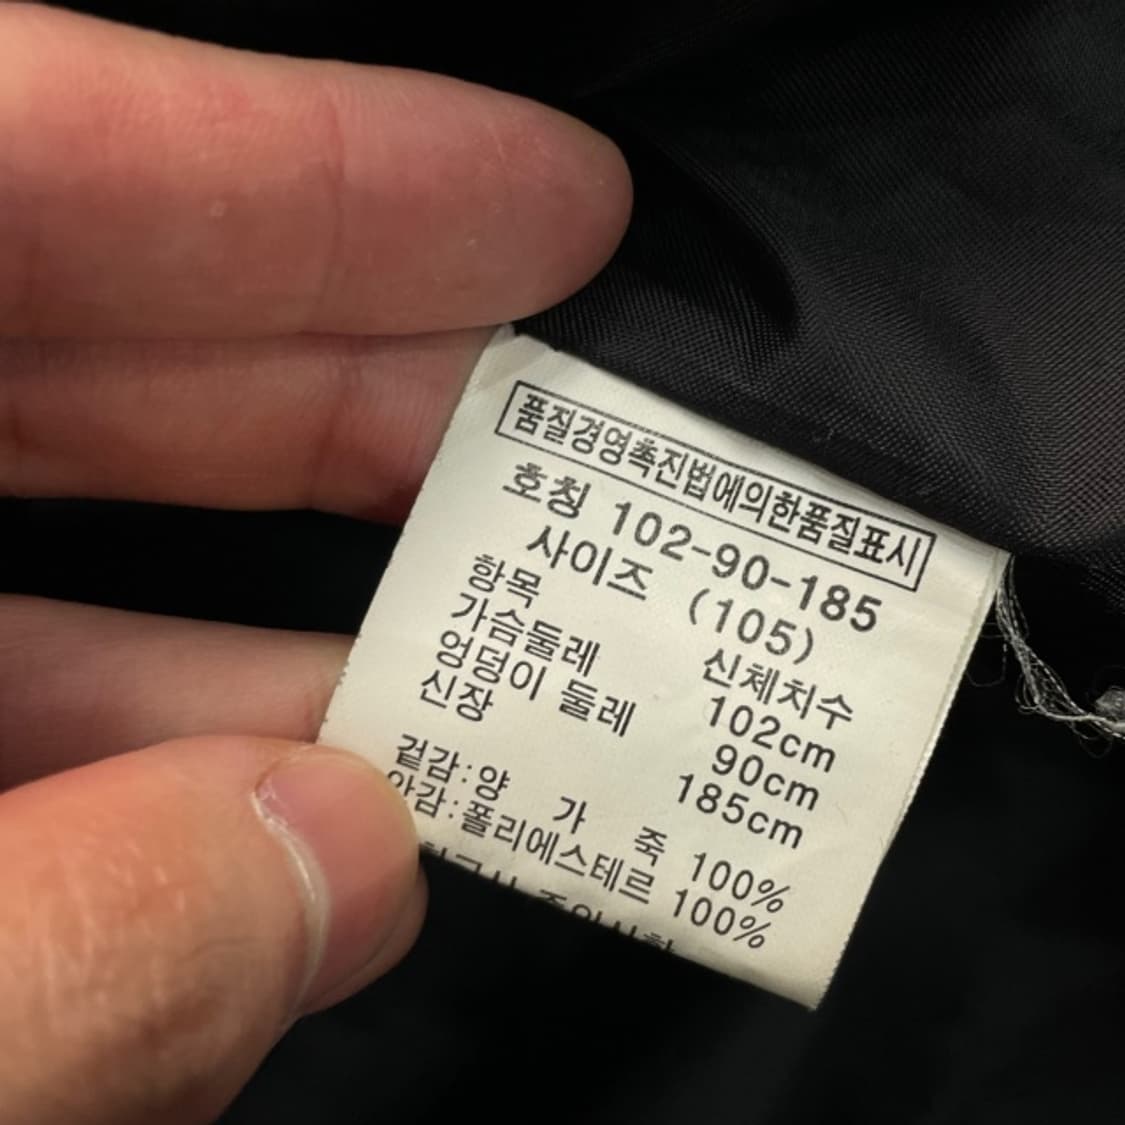 품질경영촉진법에의한품질표시
호칭 102-90-185
사이즈 (105)
항목 신체치수
가슴둘레 102cm
엉덩이 둘레 90cm
신장 185cm
겉감:양 가 죽 100%
안감:폴리에스테르 100%